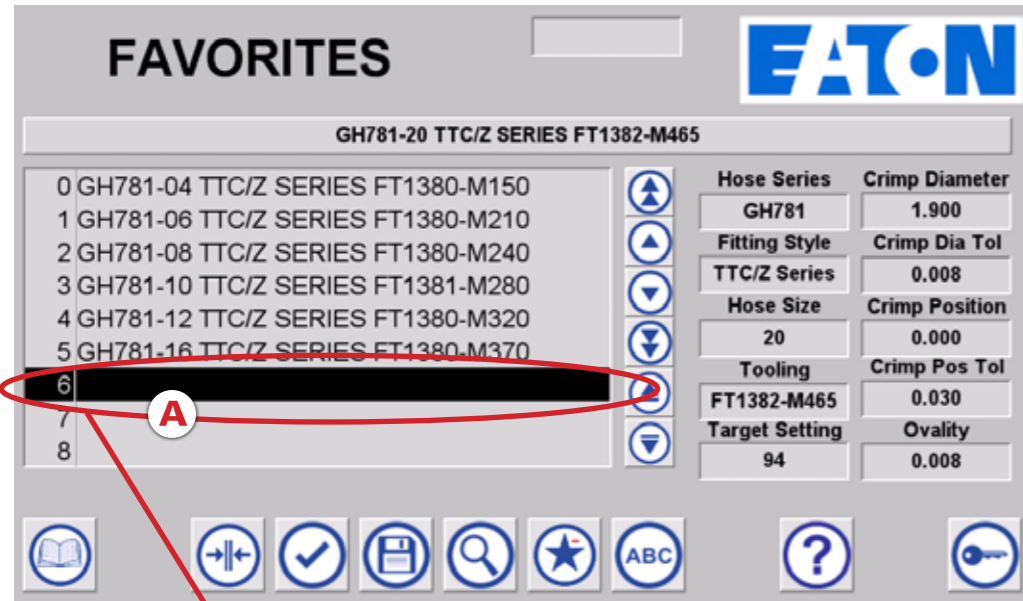 FAVORITES
EATON
GH781-20 TTC/Z SERIES FT1382-M465
0 GH781-04 TTC/Z SERIES FT1380-M150
1 GH781-06 TTC/Z SERIES FT1380-M210
2 GH781-08 TTC/Z SERIES FT1380-M240
3 GH781-10 TTC/Z SERIES FT1381-M280
4 GH781-12 TTC/Z SERIES FT1380-M320
5 GH781-16 TTC/Z SERIES FT1380-M370
6
A
7
8
Hose Series Crimp Diameter
GH781 1.900
Fitting Style Crimp Dia Tol
TTC/Z Series 0.008
Hose Size Crimp Position
20 0.000
Tooling Crimp Pos Tol
FT1382-M465 0.030
Target Setting Ovality
94 0.008
ABC ?